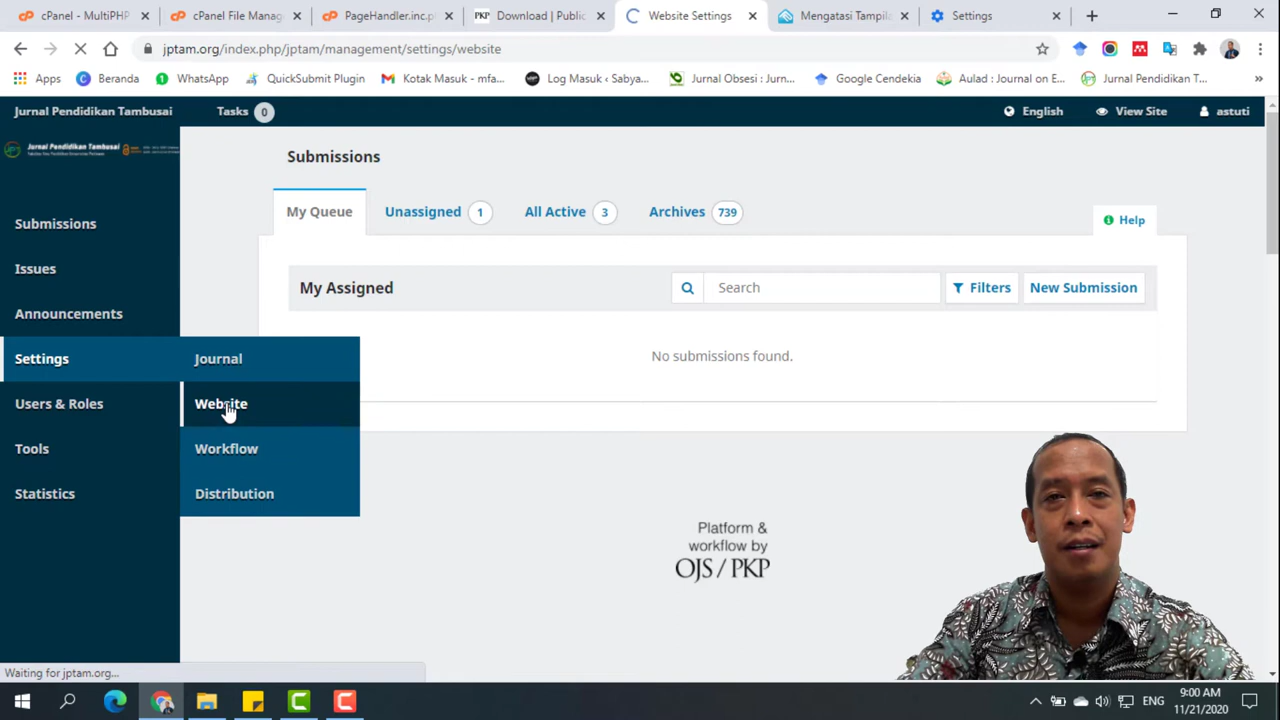 cPanel - MultiPHP
cPanel File Manag
PageHandler.inc.p
PKP
Download | Public
Website Settings
Mengatasi Tampila
Settings
jptam.org/index.php/jptam/management/settings/website
Apps
Beranda
WhatsApp
QuickSubmit Plugin
Kotak Masuk - mfa...
Log Masuk ‹ Sabya...
Jurnal Obsesi : Jurn...
Google Cendekia
Aulad : Journal on E...
Jurnal Pendidikan T...
»
Jurnal Pendidikan Tambusai
Tasks 0
English
View Site
astuti
Jurnal Pendidikan Tambusai
Submissions
Issues
Announcements
Settings
Users & Roles
Tools
Statistics
Journal
Website
Workflow
Distribution
Submissions
My Queue
Unassigned 1
All Active 3
Archives 739
Help
My Assigned
Search
Filters
New Submission
No submissions found.
Platform &
workflow by
OJS / PKP
Waiting for jptam.org...
ENG
9:00 AM
11/21/2020